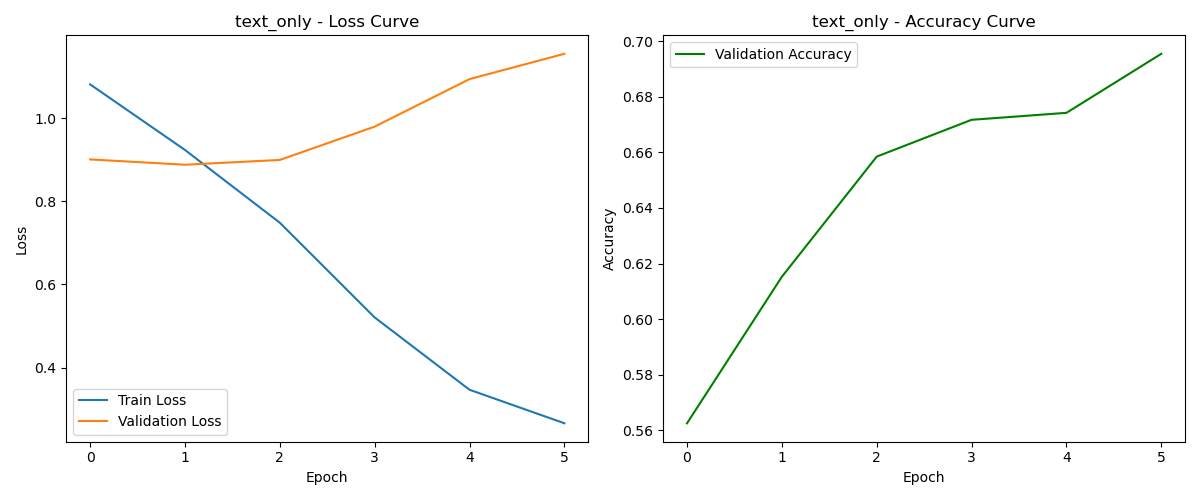 text_only - Loss Curve
1.0
0.8
0.6
0.4
Loss
Train Loss
Validation Loss
0 1 2 3 4 5
Epoch
text_only - Accuracy Curve
Validation Accuracy
0.70
0.68
0.66
0.64
0.62
0.60
0.58
0.56
Accuracy
0 1 2 3 4 5
Epoch